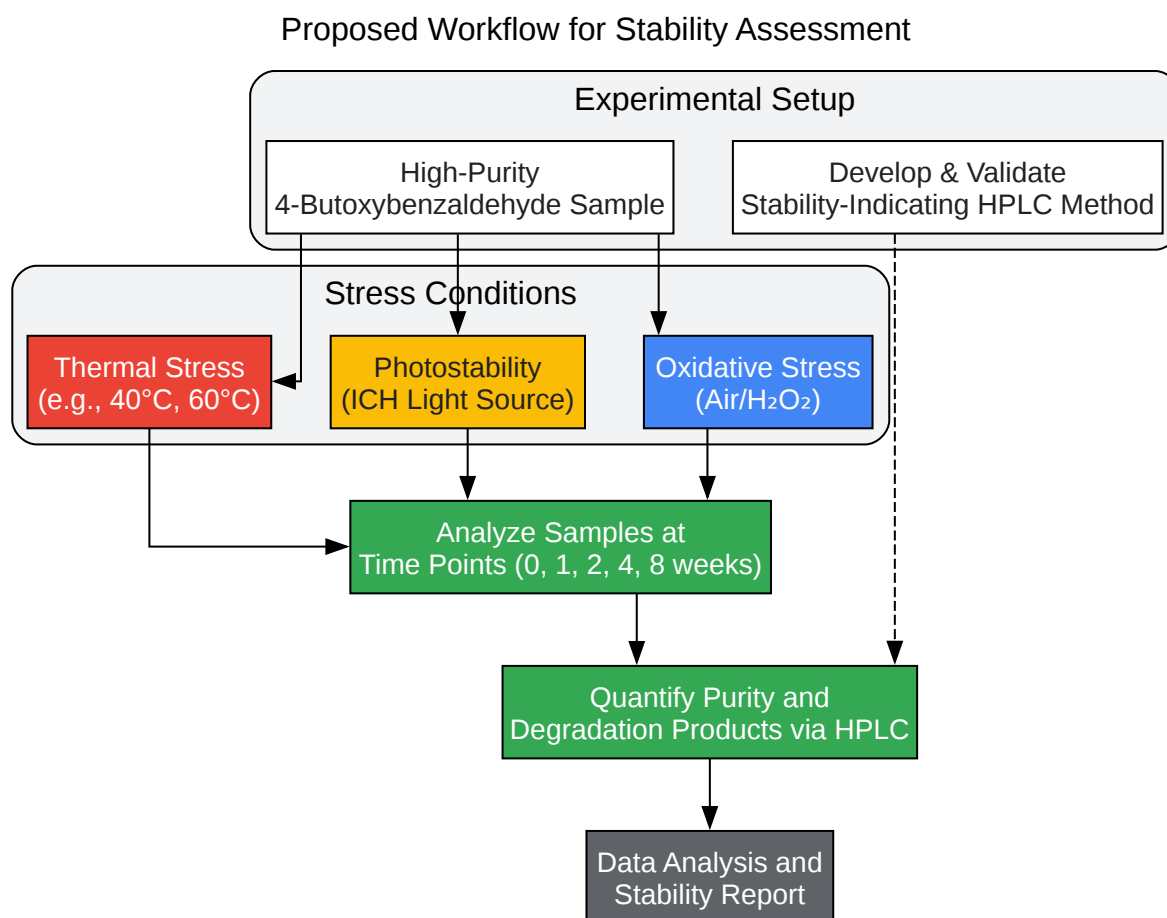 Proposed Workflow for Stability Assessment
Experimental Setup
High-Purity
4-Butoxybenzaldehyde Sample
Develop & Validate
Stability-Indicating HPLC Method
Stress Conditions
Thermal Stress
(e.g., 40°C, 60°C)
Photostability
(ICH Light Source)
Oxidative Stress
(Air/H₂O₂)
Analyze Samples at
Time Points (0, 1, 2, 4, 8 weeks)
Quantify Purity and
Degradation Products via HPLC
Data Analysis and
Stability Report